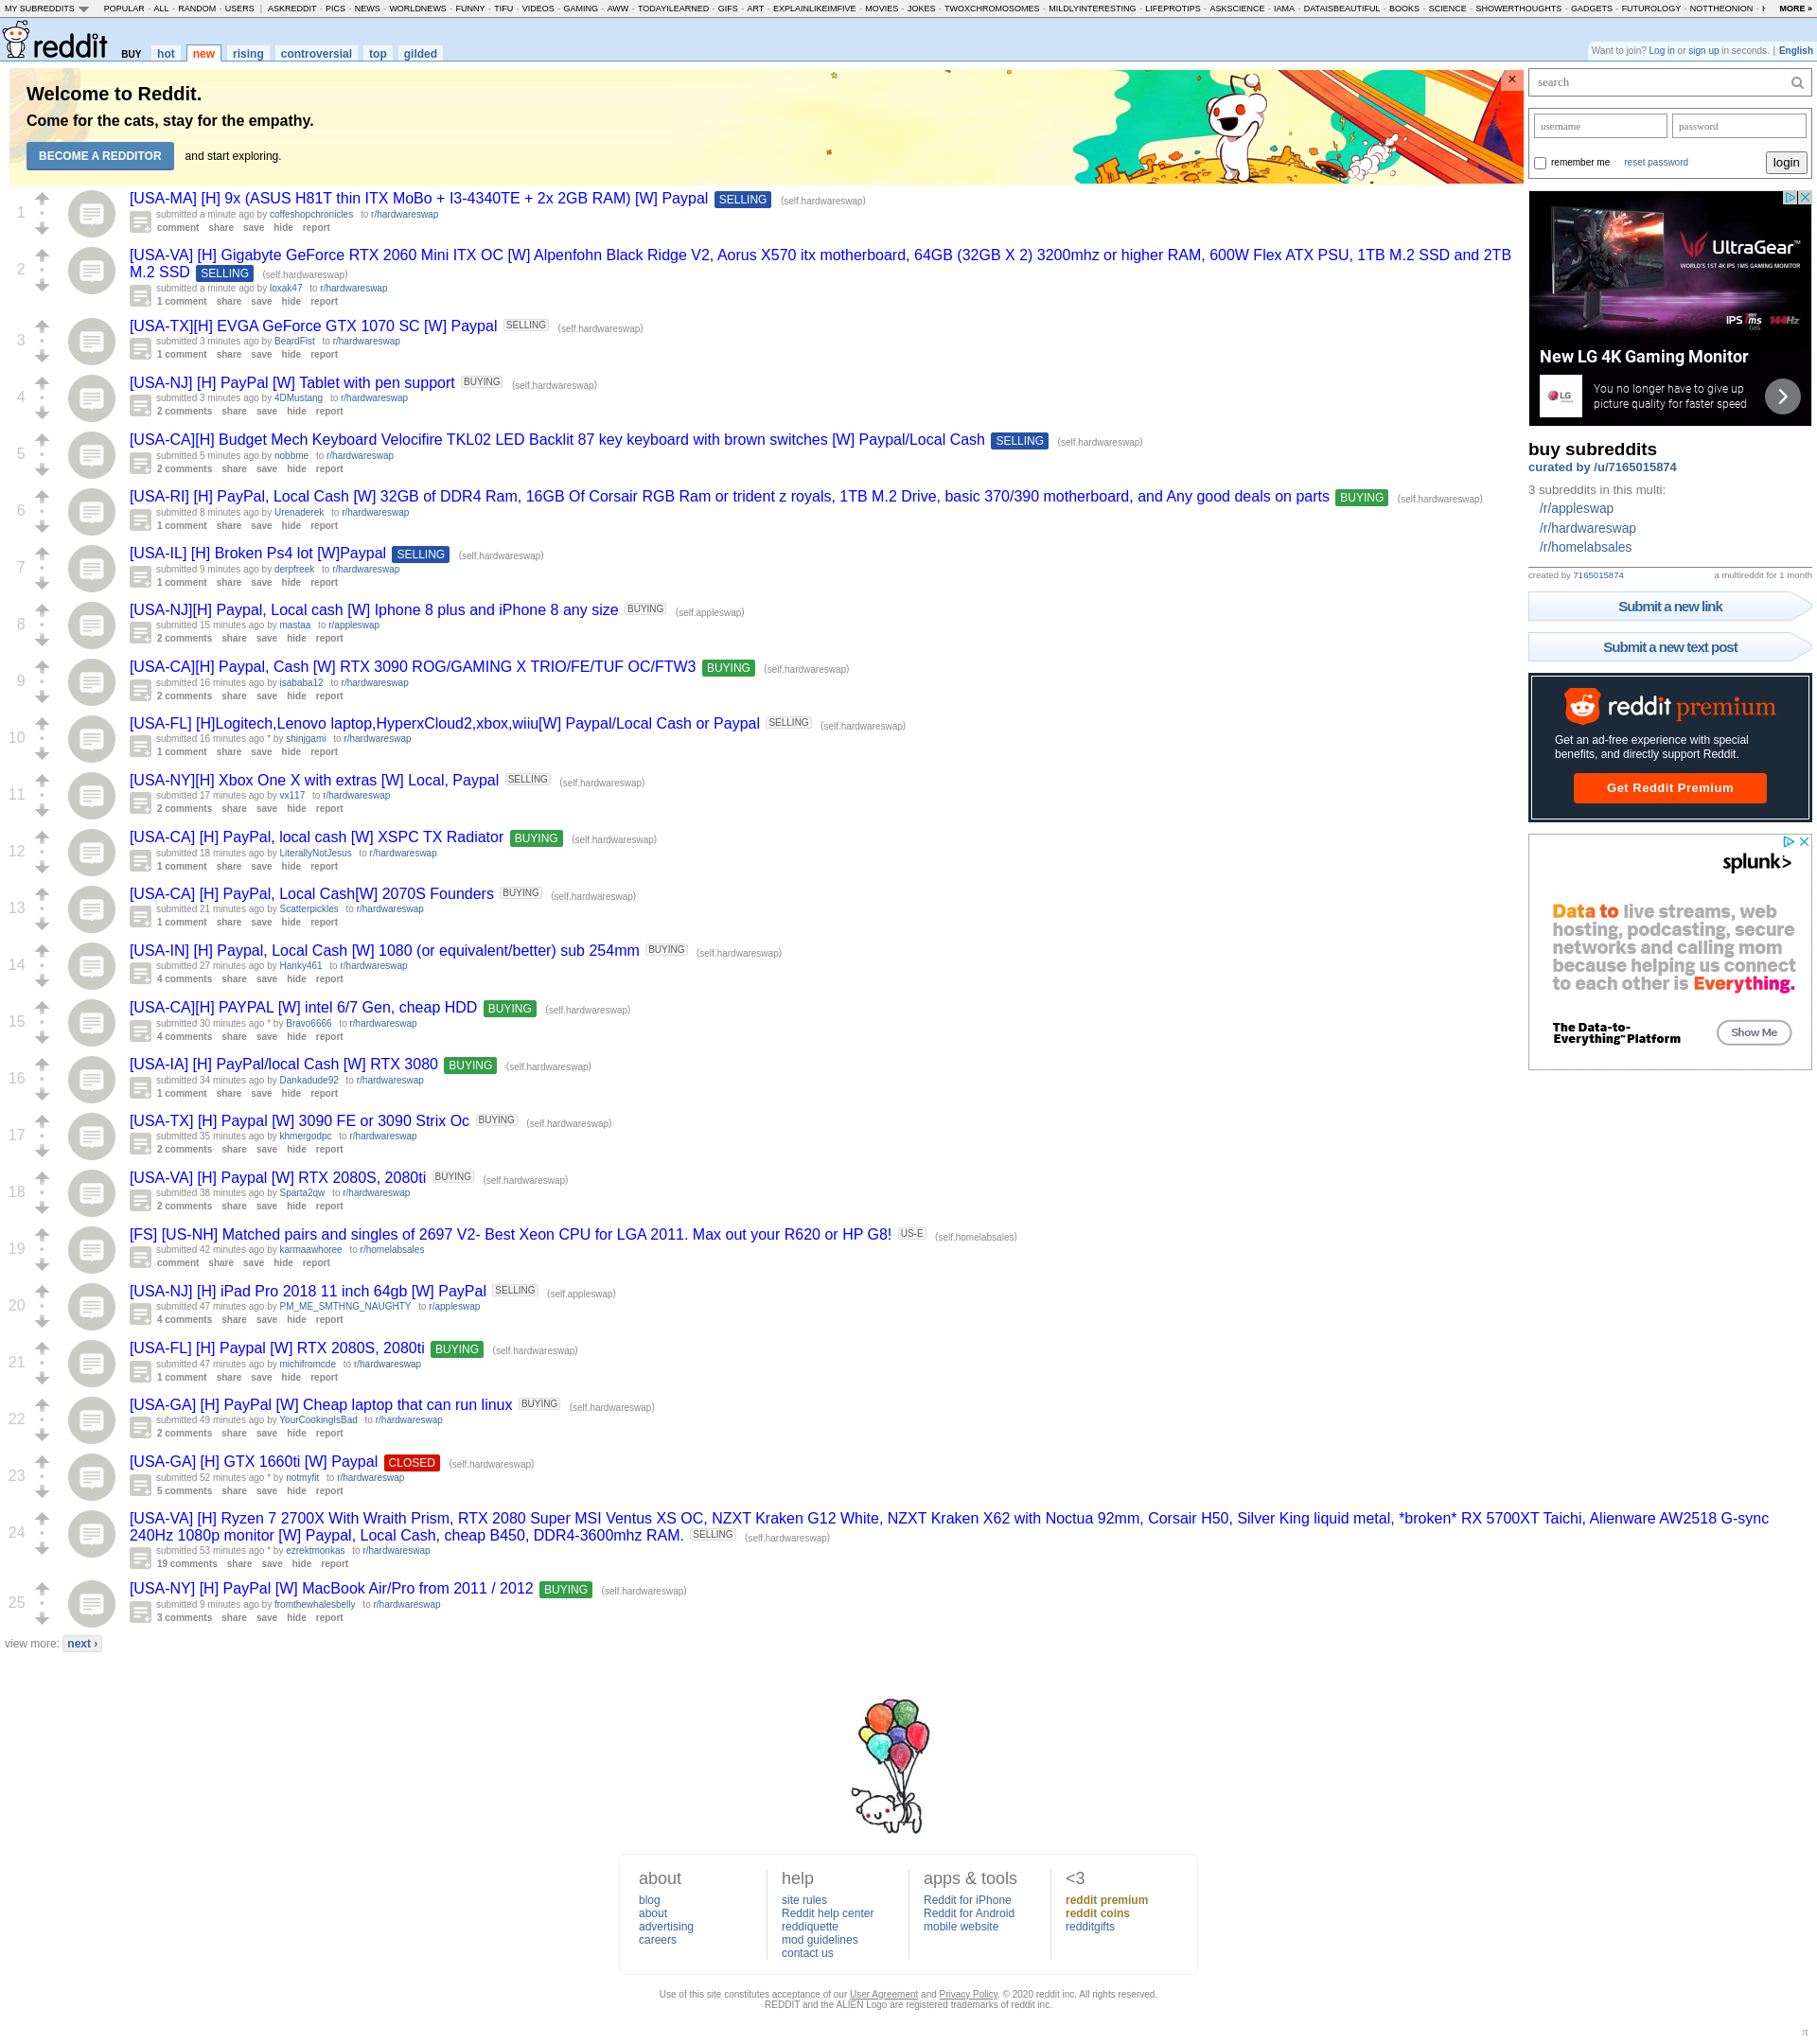 MY SUBREDDITS POPULAR - ALL - RANDOM - USERS | ASKREDDIT - PICS - NEWS - WORLDNEWS - FUNNY - TIFU - VIDEOS - GAMING - AWW - TODAYILEARNED - GIFS - ART - EXPLAINLIKEIMFIVE - MOVIES - JOKES - TWOXCHROMOSOMES - MILDLYINTERESTING - LIFEPROTIPS - ASKSCIENCE - IAMA - DATAISBEAUTIFUL - BOOKS - SCIENCE - SHOWERTHOUGHTS - GADGETS - FUTUROLOGY - NOTTHEONION - MORE »
reddit BUY hot new rising controversial top gilded
Want to join? Log in or sign up in seconds. | English
Welcome to Reddit.
Come for the cats, stay for the empathy.
BECOME A REDDITOR and start exploring.
1
[USA-MA] [H] 9x (ASUS H81T thin ITX MoBo + I3-4340TE + 2x 2GB RAM) [W] Paypal SELLING (self.hardwareswap)
submitted a minute ago by coffeshopchronicles to r/hardwareswap
comment share save hide report
2
[USA-VA] [H] Gigabyte GeForce RTX 2060 Mini ITX OC [W] Alpenfohn Black Ridge V2, Aorus X570 itx motherboard, 64GB (32GB X 2) 3200mhz or higher RAM, 600W Flex ATX PSU, 1TB M.2 SSD and 2TB
M.2 SSD SELLING (self.hardwareswap)
submitted a minute ago by loxak47 to r/hardwareswap
1 comment share save hide report
3
[USA-TX][H] EVGA GeForce GTX 1070 SC [W] Paypal SELLING (self.hardwareswap)
submitted 3 minutes ago by BeardFist to r/hardwareswap
1 comment share save hide report
4
[USA-NJ] [H] PayPal [W] Tablet with pen support BUYING (self.hardwareswap)
submitted 3 minutes ago by 4DMustang to r/hardwareswap
2 comments share save hide report
5
[USA-CA][H] Budget Mech Keyboard Velocifire TKL02 LED Backlit 87 key keyboard with brown switches [W] Paypal/Local Cash SELLING (self.hardwareswap)
submitted 5 minutes ago by nobbme to r/hardwareswap
2 comments share save hide report
6
[USA-RI] [H] PayPal, Local Cash [W] 32GB of DDR4 Ram, 16GB Of Corsair RGB Ram or trident z royals, 1TB M.2 Drive, basic 370/390 motherboard, and Any good deals on parts BUYING (self.hardwareswap)
submitted 8 minutes ago by Urenaderek to r/hardwareswap
1 comment share save hide report
7
[USA-IL] [H] Broken Ps4 lot [W]Paypal SELLING (self.hardwareswap)
submitted 9 minutes ago by derpfreek to r/hardwareswap
1 comment share save hide report
8
[USA-NJ][H] Paypal, Local cash [W] Iphone 8 plus and iPhone 8 any size BUYING (self.appleswap)
submitted 15 minutes ago by mastaa to r/appleswap
2 comments share save hide report
9
[USA-CA][H] Paypal, Cash [W] RTX 3090 ROG/GAMING X TRIO/FE/TUF OC/FTW3 BUYING (self.hardwareswap)
submitted 16 minutes ago by isababa12 to r/hardwareswap
2 comments share save hide report
10
[USA-FL] [H]Logitech,Lenovo laptop,HyperxCloud2,xbox,wiiu[W] Paypal/Local Cash or Paypal SELLING (self.hardwareswap)
submitted 16 minutes ago * by shinjgami to r/hardwareswap
1 comment share save hide report
11
[USA-NY][H] Xbox One X with extras [W] Local, Paypal SELLING (self.hardwareswap)
submitted 17 minutes ago by vx117 to r/hardwareswap
2 comments share save hide report
12
[USA-CA] [H] PayPal, local cash [W] XSPC TX Radiator BUYING (self.hardwareswap)
submitted 18 minutes ago by LiterallyNotJesus to r/hardwareswap
1 comment share save hide report
13
[USA-CA] [H] PayPal, Local Cash[W] 2070S Founders BUYING (self.hardwareswap)
submitted 21 minutes ago by Scatterpickles to r/hardwareswap
1 comment share save hide report
14
[USA-IN] [H] Paypal, Local Cash [W] 1080 (or equivalent/better) sub 254mm BUYING (self.hardwareswap)
submitted 27 minutes ago by Hanky461 to r/hardwareswap
4 comments share save hide report
15
[USA-CA][H] PAYPAL [W] intel 6/7 Gen, cheap HDD BUYING (self.hardwareswap)
submitted 30 minutes ago * by Bravo6666 to r/hardwareswap
4 comments share save hide report
16
[USA-IA] [H] PayPal/local Cash [W] RTX 3080 BUYING (self.hardwareswap)
submitted 34 minutes ago by Dankadude92 to r/hardwareswap
1 comment share save hide report
17
[USA-TX] [H] Paypal [W] 3090 FE or 3090 Strix Oc BUYING (self.hardwareswap)
submitted 35 minutes ago by khmergodpc to r/hardwareswap
2 comments share save hide report
18
[USA-VA] [H] Paypal [W] RTX 2080S, 2080ti BUYING (self.hardwareswap)
submitted 38 minutes ago by Sparta2qw to r/hardwareswap
2 comments share save hide report
19
[FS] [US-NH] Matched pairs and singles of 2697 V2- Best Xeon CPU for LGA 2011. Max out your R620 or HP G8! US-E (self.homelabsales)
submitted 42 minutes ago by karmaawhoree to r/homelabsales
comment share save hide report
20
[USA-NJ] [H] iPad Pro 2018 11 inch 64gb [W] PayPal SELLING (self.appleswap)
submitted 47 minutes ago by PM_ME_SMTHNG_NAUGHTY to r/appleswap
4 comments share save hide report
21
[USA-FL] [H] Paypal [W] RTX 2080S, 2080ti BUYING (self.hardwareswap)
submitted 47 minutes ago by michifromcde to r/hardwareswap
1 comment share save hide report
22
[USA-GA] [H] PayPal [W] Cheap laptop that can run linux BUYING (self.hardwareswap)
submitted 49 minutes ago by YourCookingIsBad to r/hardwareswap
2 comments share save hide report
23
[USA-GA] [H] GTX 1660ti [W] Paypal CLOSED (self.hardwareswap)
submitted 52 minutes ago * by notmyfit to r/hardwareswap
5 comments share save hide report
24
[USA-VA] [H] Ryzen 7 2700X With Wraith Prism, RTX 2080 Super MSI Ventus XS OC, NZXT Kraken G12 White, NZXT Kraken X62 with Noctua 92mm, Corsair H50, Silver King liquid metal, *broken* RX 5700XT Taichi, Alienware AW2518 G-sync
240Hz 1080p monitor [W] Paypal, Local Cash, cheap B450, DDR4-3600mhz RAM. SELLING (self.hardwareswap)
submitted 53 minutes ago * by ezrektmonkas to r/hardwareswap
19 comments share save hide report
25
[USA-NY] [H] PayPal [W] MacBook Air/Pro from 2011 / 2012 BUYING (self.hardwareswap)
submitted 9 minutes ago by fromthewhalesbelly to r/hardwareswap
3 comments share save hide report
view more: next ›
search
username password
remember me reset password login
UltraGear™
WORLD'S 1ST 4K IPS 1MS GAMING MONITOR
IPS 1ms GtG 144Hz
New LG 4K Gaming Monitor
LG
You no longer have to give up
picture quality for faster speed
buy subreddits
curated by /u/7165015874
3 subreddits in this multi:
/r/appleswap
/r/hardwareswap
/r/homelabsales
created by 7165015874 a multireddit for 1 month
Submit a new link
Submit a new text post
reddit premium
Get an ad-free experience with special
benefits, and directly support Reddit.
Get Reddit Premium
splunk>
Data to live streams, web
hosting, podcasting, secure
networks and calling mom
because helping us connect
to each other is Everything.
The Data-to-
Everything™ Platform
Show Me
about
blog
about
advertising
careers
help
site rules
Reddit help center
reddiquette
mod guidelines
contact us
apps & tools
Reddit for iPhone
Reddit for Android
mobile website
<3
reddit premium
reddit coins
redditgifts
Use of this site constitutes acceptance of our User Agreement and Privacy Policy. © 2020 reddit inc. All rights reserved.
REDDIT and the ALIEN Logo are registered trademarks of reddit inc.
π